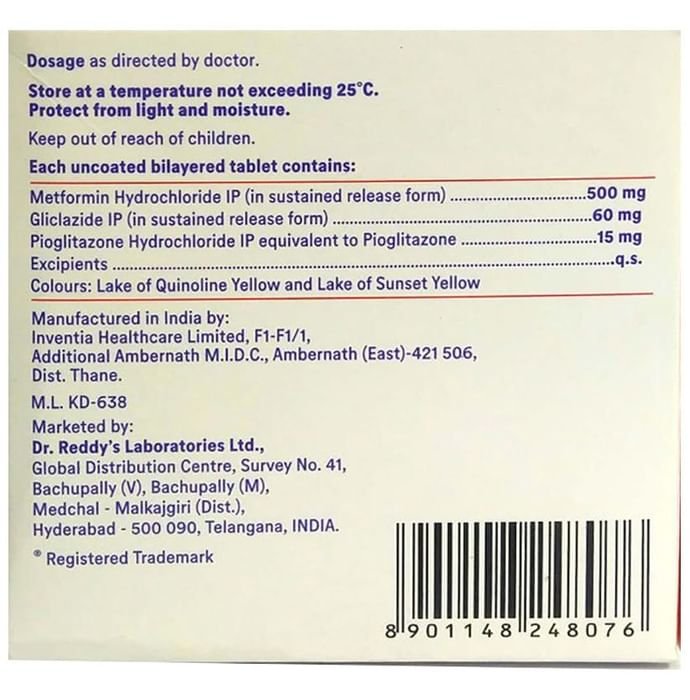 Dosage as directed by doctor.
Store at a temperature not exceeding 25°C.
Protect from light and moisture.
Keep out of reach of children.
Each uncoated bilayered tablet contains:
Metformin Hydrochloride IP (in sustained release form) ..............................500 mg
Gliclazide IP (in sustained release form) ..........................................................60 mg
Pioglitazone Hydrochloride IP equivalent to Pioglitazone ..............................15 mg
Excipients ..............................................................................................................q.s.
Colours: Lake of Quinoline Yellow and Lake of Sunset Yellow
Manufactured in India by:
Inventia Healthcare Limited, F1-F1/1,
Additional Ambernath M.I.D.C., Ambernath (East)-421 506,
Dist. Thane.
M.L. KD-638
Marketed by:
Dr. Reddy's Laboratories Ltd.,
Global Distribution Centre, Survey No. 41,
Bachupally (V), Bachupally (M),
Medchal - Malkajgiri (Dist.),
Hyderabad - 500 090, Telangana, INDIA.
® Registered Trademark
8 901148 248076